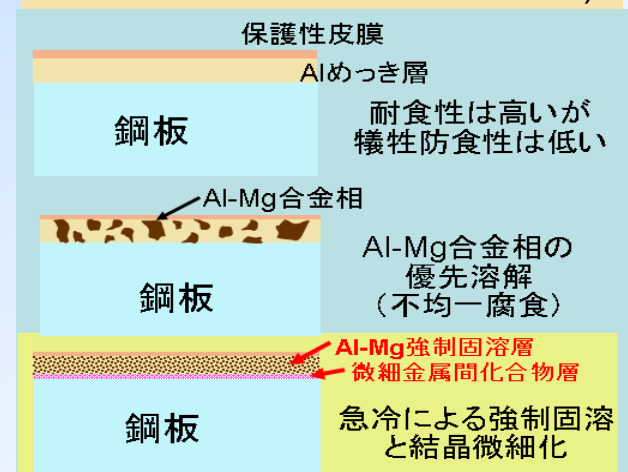 保護性皮膜
Alめっき層
鋼板
耐食性は高いが
犠牲防食性は低い
Al-Mg合金相
鋼板
Al-Mg合金相の
優先溶解
（不均一腐食）
Al-Mg強制固溶層
微細金属間化合物層
鋼板
急冷による強制固溶
と結晶微細化